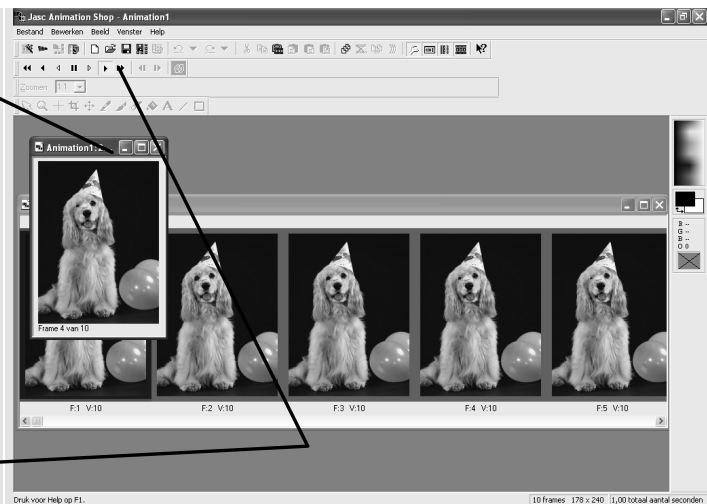 Jasc Animation Shop - Animation1
Bestand Bewerken Beeld Venster Help
Zoomen: 1:1
Animation1:2
Frame 4 van 10
F:1 V:10
F:2 V:10
F:3 V:10
F:4 V:10
F:5 V:10
R --
G --
B --
O 0
Druk voor Help op F1.
10 frames 178 x 240 1,00 totaal aantal seconden